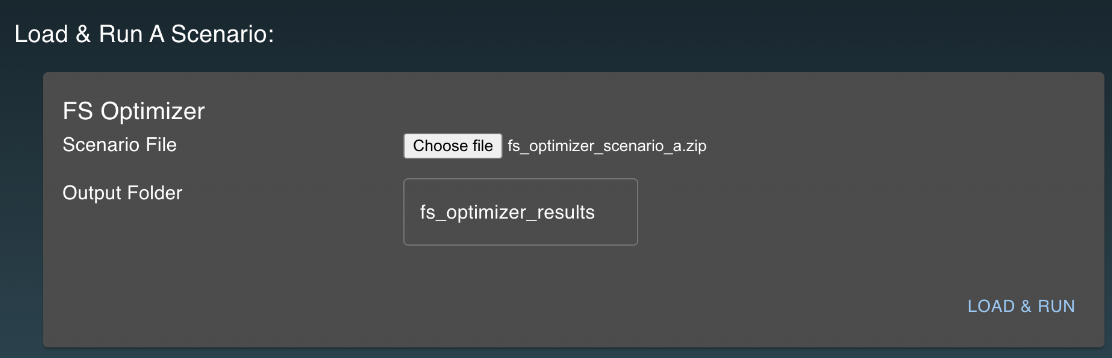 Load & Run A Scenario:
FS Optimizer
Scenario File
Choose file fs_optimizer_scenario_a.zip
Output Folder
fs_optimizer_results
LOAD & RUN